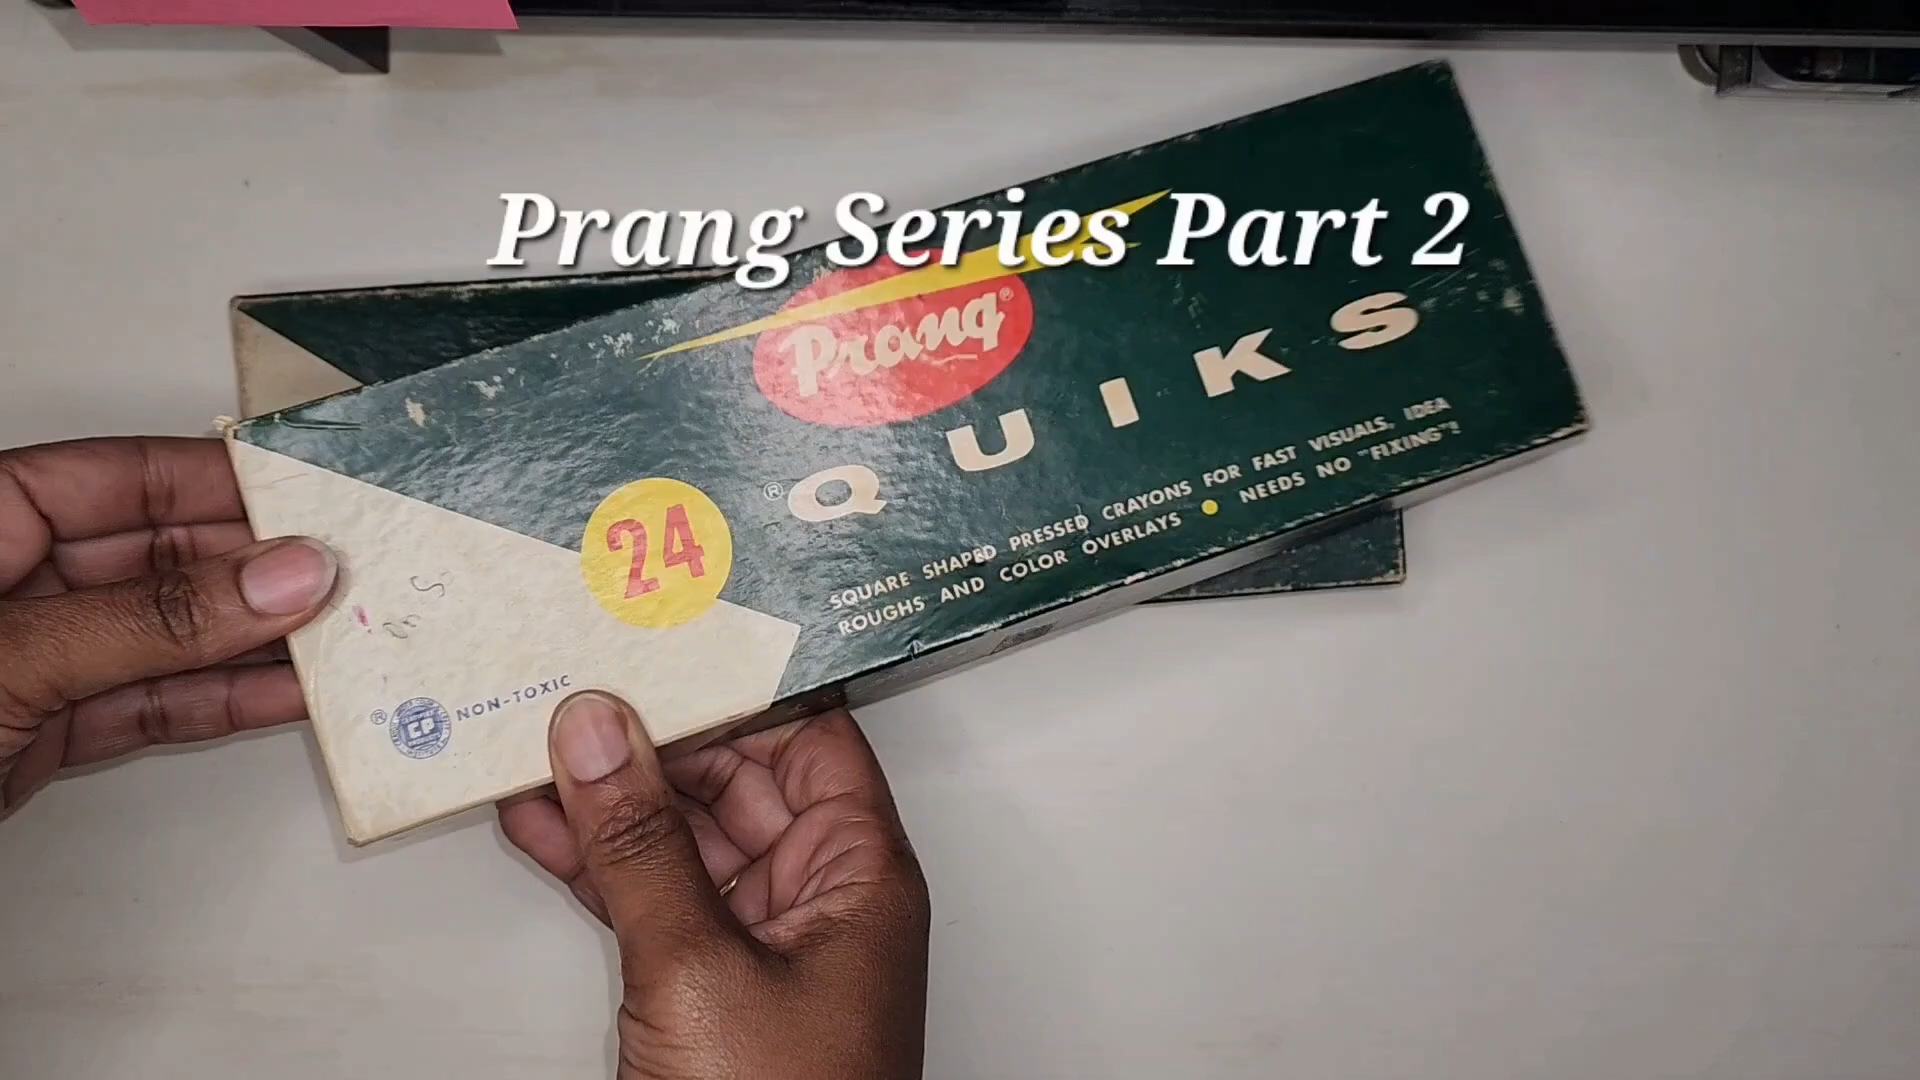 Prang Series Part 2
Prang®
®QUIKS
24
SQUARE SHAPED PRESSED CRAYONS FOR FAST VISUALS, IDEA
ROUGHS AND COLOR OVERLAYS • NEEDS NO "FIXING"!
® CP NON-TOXIC